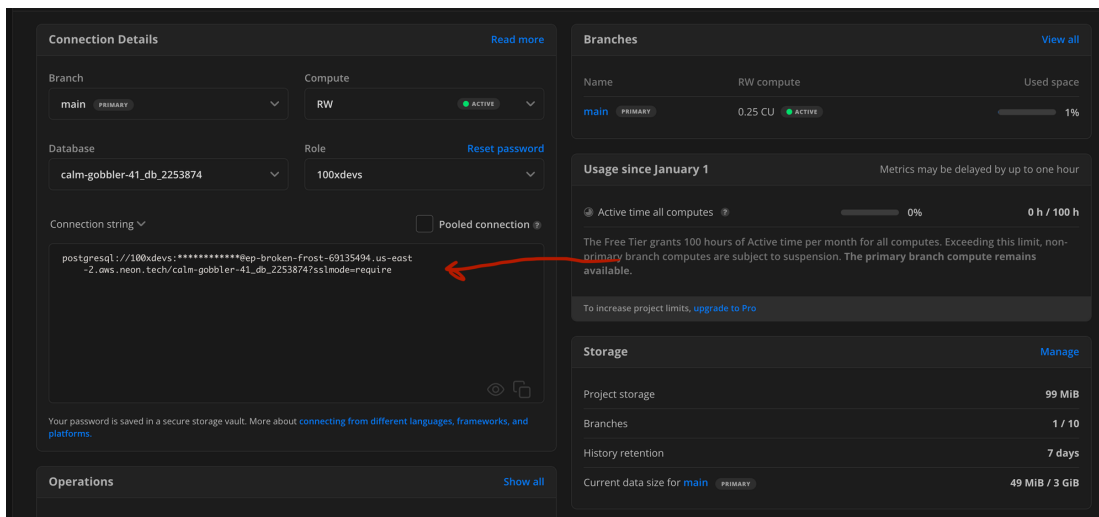 Connection Details
Read more
Branch
Compute
main PRIMARY
RW ACTIVE
Database
Role
Reset password
calm-gobbler-41_db_2253874
100xdevs
Connection string
Pooled connection ?
postgresql://100xdevs:************@ep-broken-frost-69135494.us-east
-2.aws.neon.tech/calm-gobbler-41_db_2253874?sslmode=require
Your password is saved in a secure storage vault. More about connecting from different languages, frameworks, and
platforms.
Operations
Show all
Branches
View all
Name
RW compute
Used space
main PRIMARY
0.25 CU ACTIVE
1%
Usage since January 1
Metrics may be delayed by up to one hour
Active time all computes ?
0%
0 h / 100 h
The Free Tier grants 100 hours of Active time per month for all computes. Exceeding this limit, non-
primary branch computes are subject to suspension. The primary branch compute remains
available.
To increase project limits, upgrade to Pro
Storage
Manage
Project storage
99 MiB
Branches
1 / 10
History retention
7 days
Current data size for main PRIMARY
49 MiB / 3 GiB